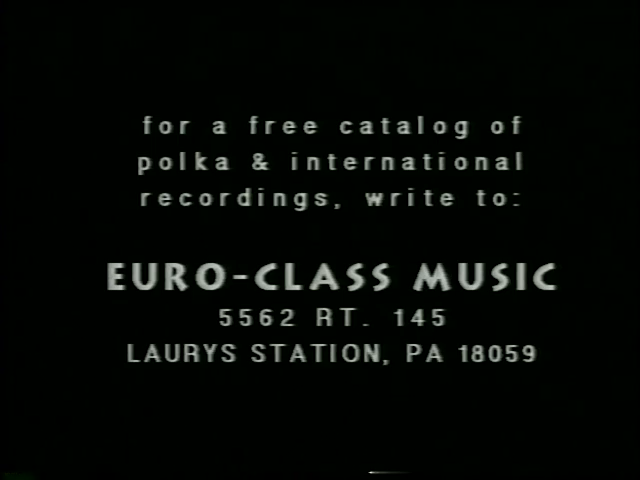 for a free catalog of
polka & international
recordings, write to:
EURO-CLASS MUSIC
5562 RT. 145
LAURYS STATION, PA 18059